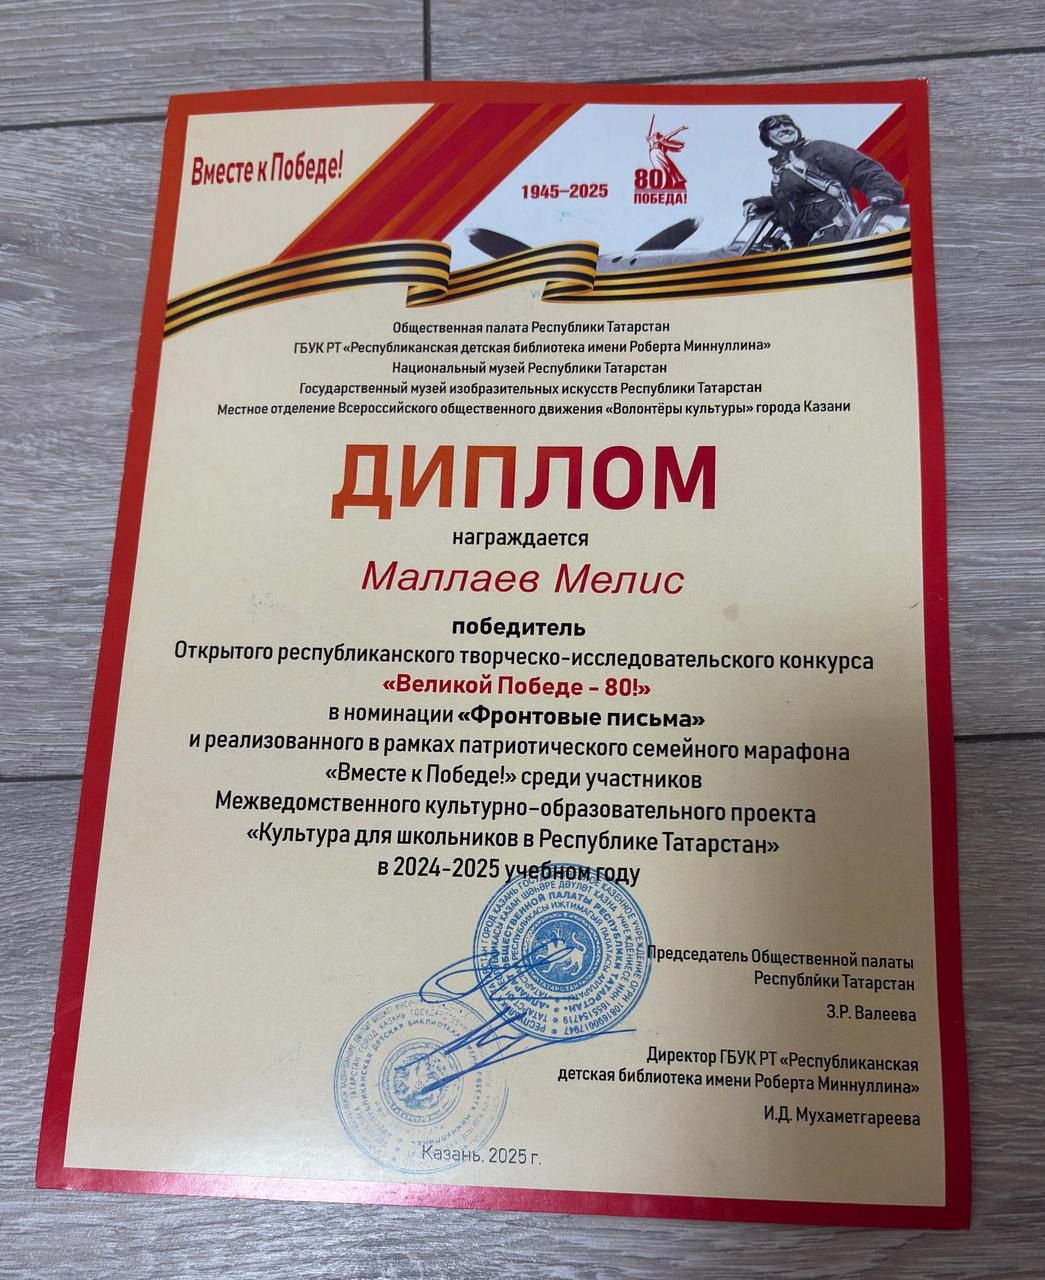 Вместе к Победе!
1945–2025
80
ПОБЕДА!
Общественная палата Республики Татарстан
ГБУК РТ «Республиканская детская библиотека имени Роберта Миннуллина»
Национальный музей Республики Татарстан
Государственный музей изобразительных искусств Республики Татарстан
Местное отделение Всероссийского общественного движения «Волонтёры культуры» города Казани
ДИПЛОМ
награждается
Маллаев Мелис
победитель
Открытого республиканского творческо-исследовательского конкурса
«Великой Победе - 80!»
в номинации «Фронтовые письма»
и реализованного в рамках патриотического семейного марафона
«Вместе к Победе!» среди участников
Межведомственного культурно-образовательного проекта
«Культура для школьников в Республике Татарстан»
в 2024-2025 учебном году
Председатель Общественной палаты
Республики Татарстан
З.Р. Валеева
Директор ГБУК РТ «Республиканская
детская библиотека имени Роберта Миннуллина»
И.Д. Мухаметгареева
Казань. 2025 г.